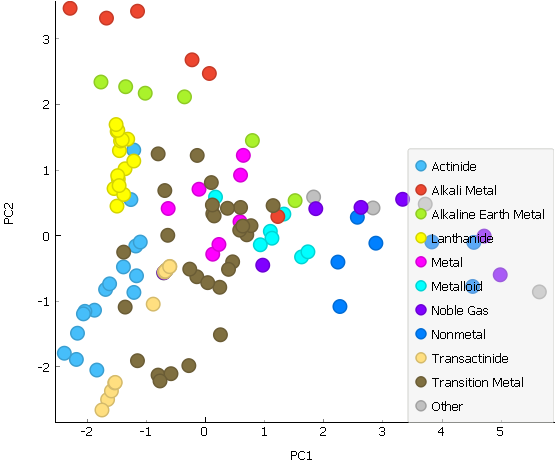 3
2
1
0
-1
-2
PC2
-2
-1
0
1
2
3
4
5
PC1
Actinide
Alkali Metal
Alkaline Earth Metal
Lanthanide
Metal
Metalloid
Noble Gas
Nonmetal
Transactinide
Transition Metal
Other